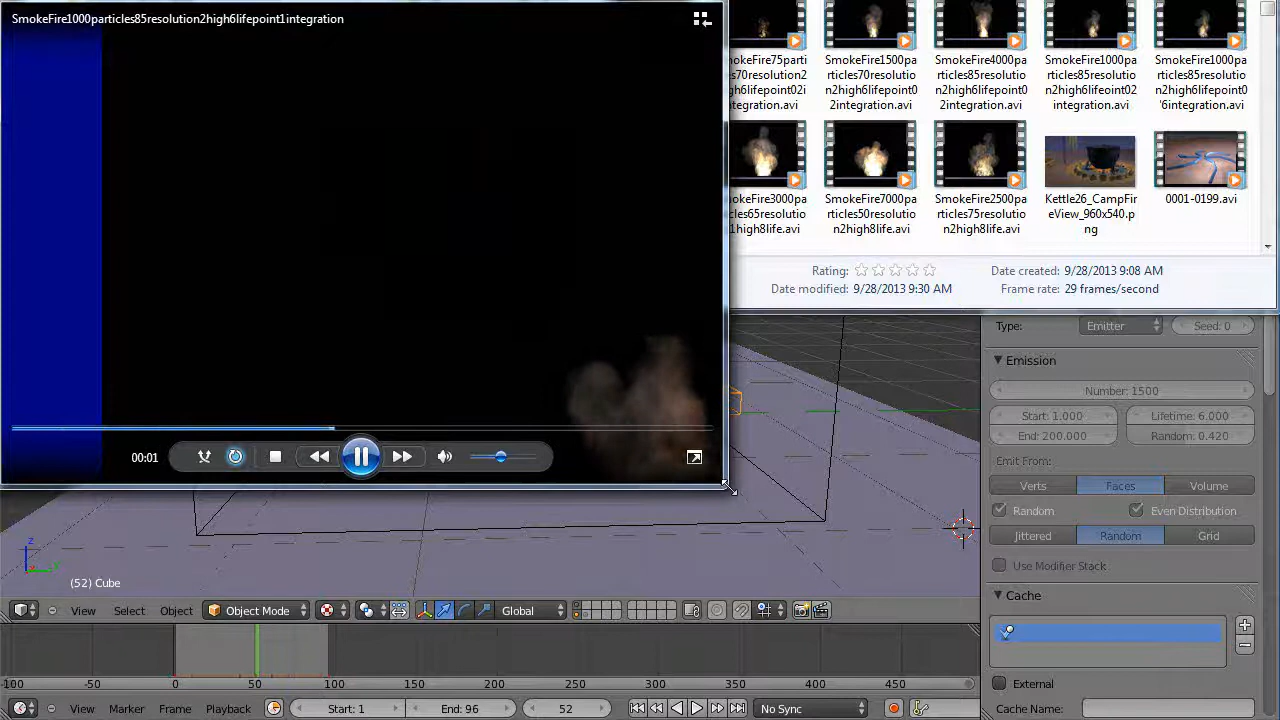 SmokeFire1000particles85resolution2high6lifepoint1integration
SmokeFire75parti
cles70resolution2
high6lifepoint02i
ntegration.avi
SmokeFire1500pa
rticles70resolutio
n2high6lifepoint0
2integration.avi
SmokeFire4000pa
rticles85resolutio
n2high6lifepoint0
2integration.avi
SmokeFire1000pa
rticles85resolutio
n2high6lifepoint02
integration.avi
SmokeFire1000pa
rticles85resolutio
n2high6lifepoint0
'6integration.avi
SmokeFire3000pa
rticles65resolutio
n1high8life.avi
SmokeFire7000pa
rticles50resolutio
n2high8life.avi
SmokeFire2500pa
rticles75resolutio
n2high8life.avi
Kettle26_CampFir
eView_960x540.p
ng
0001-0199.avi
Rating:
Date created: 9/28/2013 9:08 AM
Date modified: 9/28/2013 9:30 AM
Frame rate: 29 frames/second
00:01
Type: Emitter Seed: 0
Emission
Number: 1500
Start: 1.000 Lifetime: 6.000
End: 200.000 Random: 0.420
Emit From:
Verts Faces Volume
Random Even Distribution
Jittered Random Grid
Use Modifier Stack
Cache
External
Cache Name:
z
(52) Cube
View Select Object Object Mode Global
-100 -50 0 50 100 150 200 250 300 350 400 450
View Marker Frame Playback Start: 1 End: 96 52 No Sync